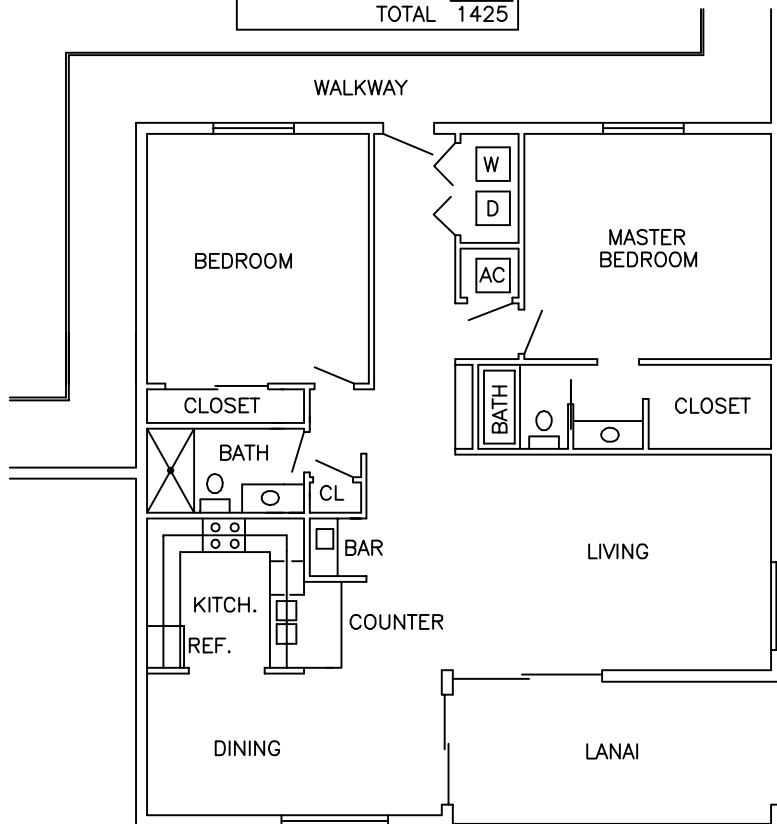 TOTAL 1425
WALKWAY
W
D
BEDROOM
MASTER
BEDROOM
AC
CLOSET
BATH
CLOSET
BATH
CL
BAR
LIVING
KITCH.
COUNTER
REF.
DINING
LANAI